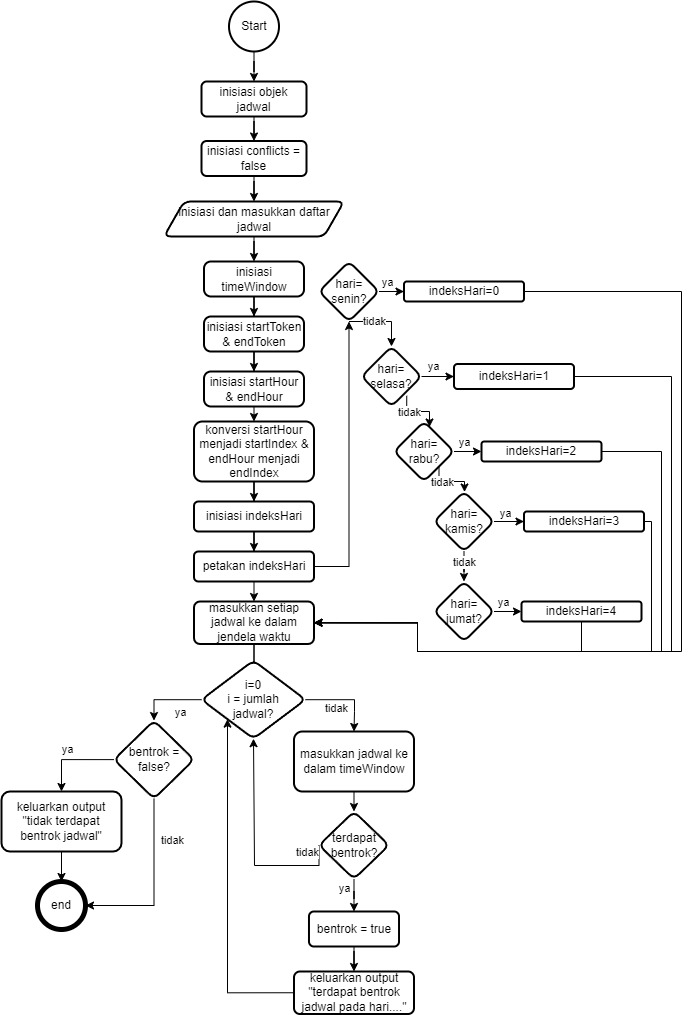 Start
inisiasi objek
jadwal
inisiasi conflicts =
false
inisiasi dan masukkan daftar
jadwal
inisiasi
timeWindow
inisiasi startToken
& endToken
inisiasi startHour
& endHour
konversi startHour
menjadi startIndex &
endHour menjadi
endIndex
inisiasi indeksHari
petakan indeksHari
hari=
senin?
ya
indeksHari=0
tidak
hari=
selasa?
ya
indeksHari=1
tidak
hari=
rabu?
ya
indeksHari=2
tidak
hari=
kamis?
ya
indeksHari=3
tidak
hari=
jumat?
ya
indeksHari=4
masukkan setiap
jadwal ke dalam
jendela waktu
i=0
i = jumlah
jadwal?
ya
tidak
bentrok =
false?
ya
tidak
keluarkan output
"tidak terdapat
bentrok jadwal"
end
masukkan jadwal ke
dalam timeWindow
terdapat
bentrok?
tidak
ya
bentrok = true
keluarkan output
"terdapat bentrok
jadwal pada hari...."